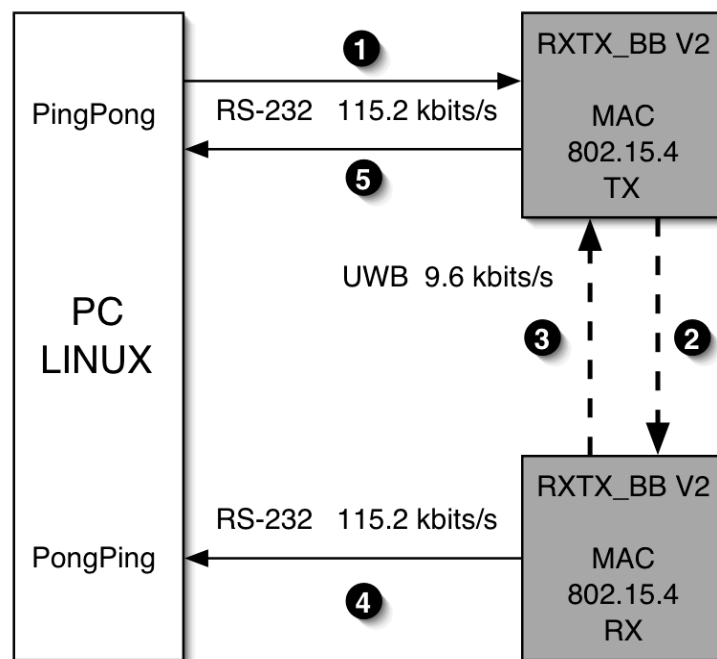 1
RXTX_BB V2
PingPong
RS-232 115.2 kbits/s
MAC
802.15.4
TX
5
UWB 9.6 kbits/s
PC
LINUX
3
2
RXTX_BB V2
RS-232 115.2 kbits/s
PongPing
MAC
802.15.4
RX
4